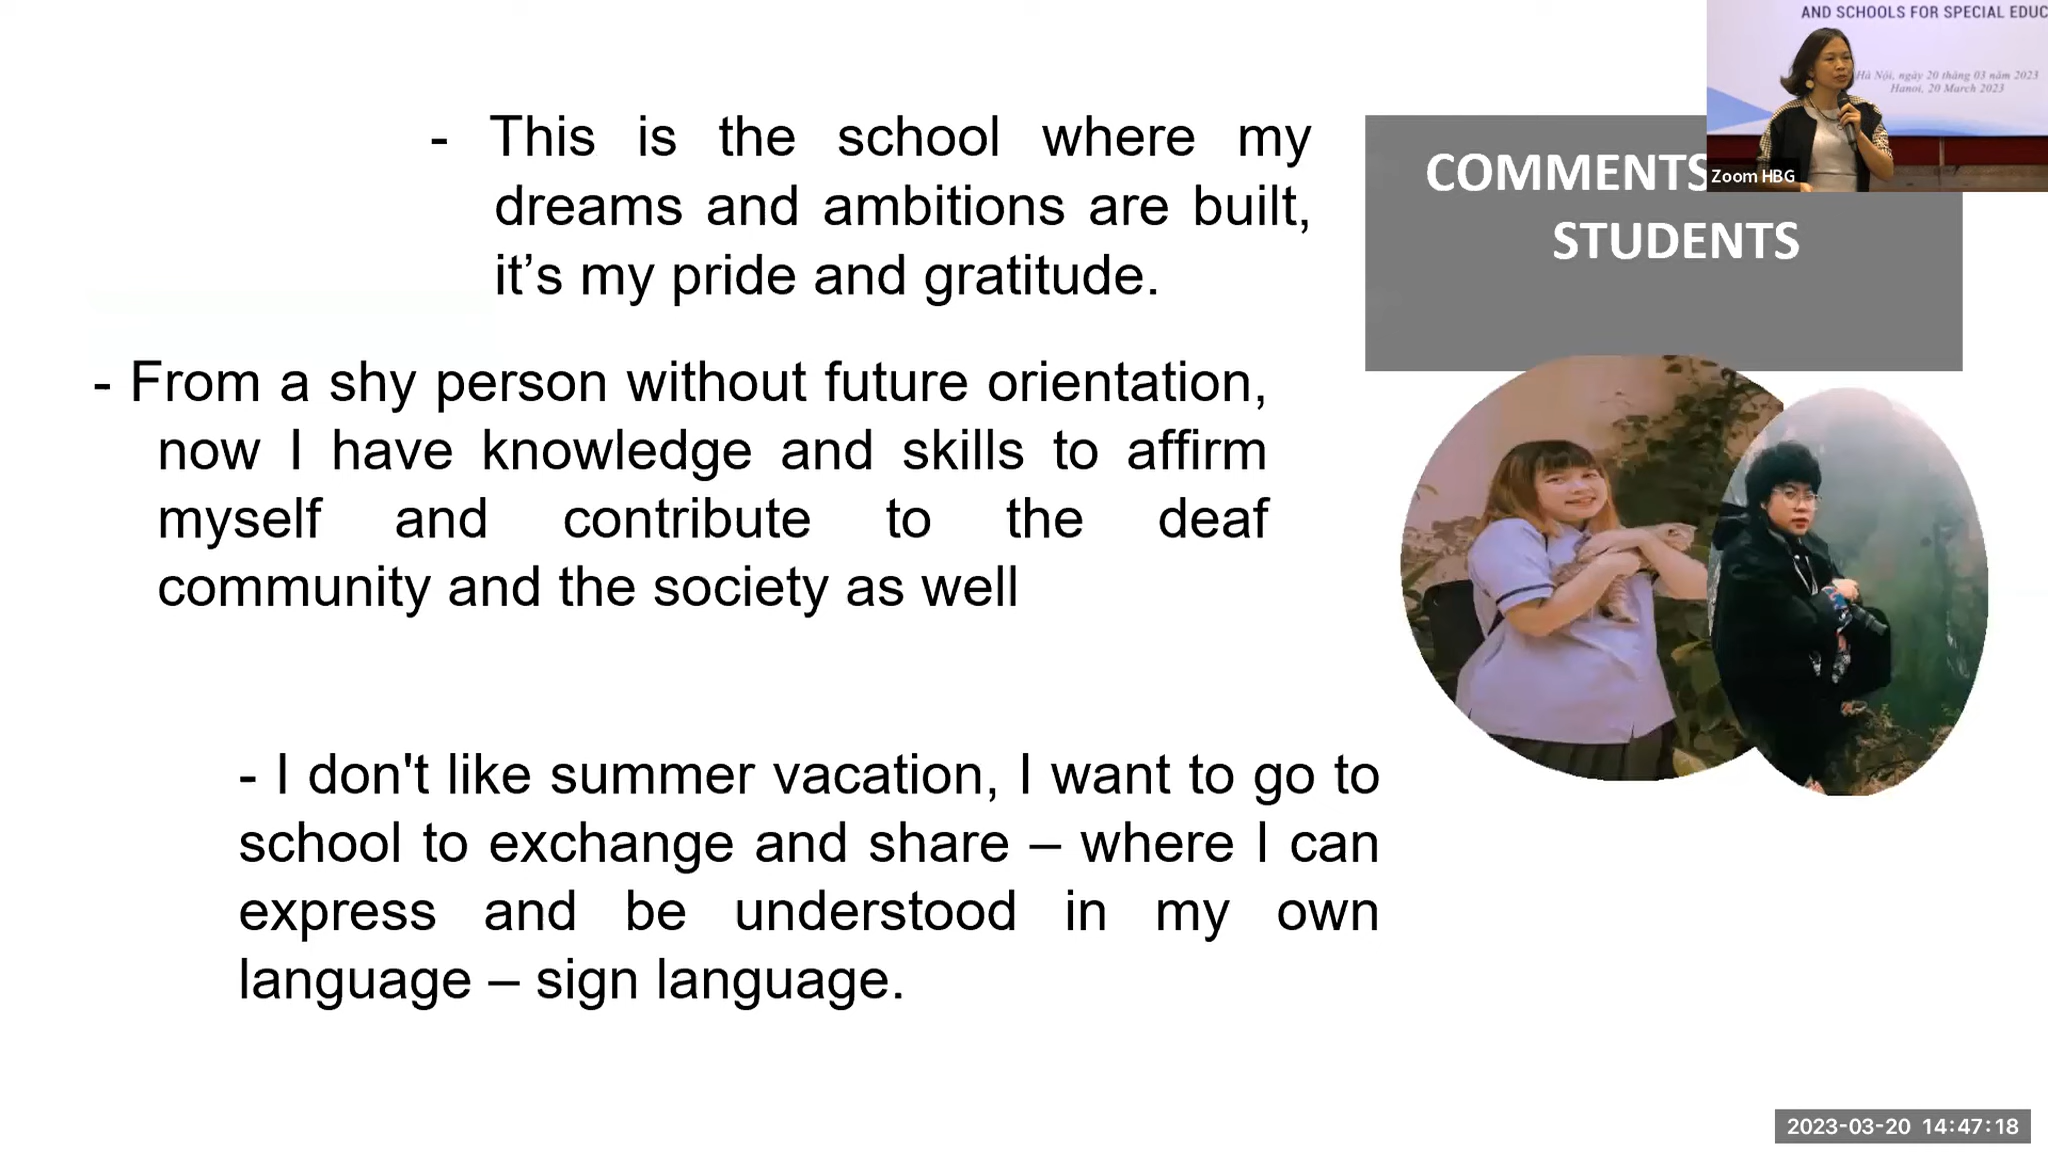 AND SCHOOLS FOR SPECIAL EDUC
Hà Nội, ngày 20 tháng 03 năm 2023
Hanoi, 20 March 2023
Zoom HBG
COMMENTS
STUDENTS
- This is the school where my
dreams and ambitions are built,
it’s my pride and gratitude.
- From a shy person without future orientation,
now I have knowledge and skills to affirm
myself and contribute to the deaf
community and the society as well
- I don't like summer vacation, I want to go to
school to exchange and share – where I can
express and be understood in my own
language – sign language.
2023-03-20 14:47:18